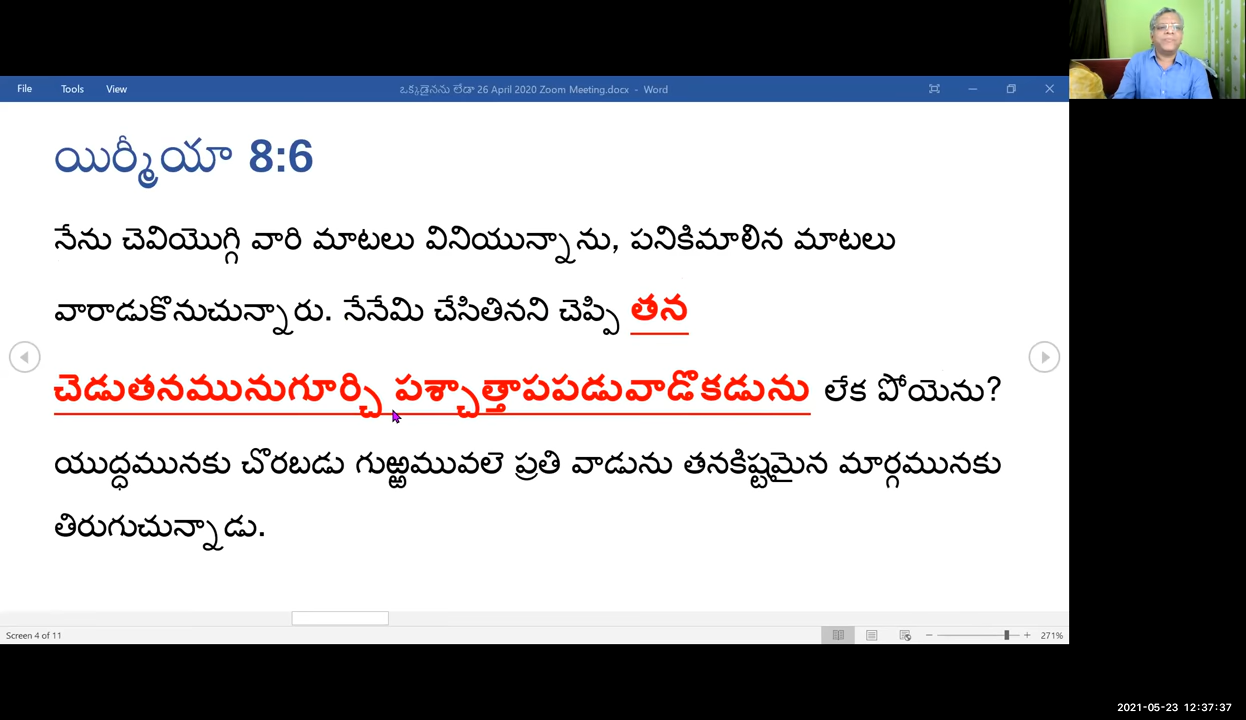 File Tools View ఒక్కడైనను లేడా 26 April 2020 Zoom Meeting.docx - Word
యిర్మీయా 8:6
నేను చెవియొగ్గి వారి మాటలు వినియున్నాను, పనికిమాలిన మాటలు
వారాడుకొనుచున్నారు. నేనేమి చేసితినని చెప్పి తన
చెడుతనమునుగూర్చి పశ్చాత్తాపపడువాడొకడును లేక పోయెను?
యుద్ధమునకు చొరబడు గుఱ్ఱమువలె ప్రతి వాడును తనకిష్టమైన మార్గమునకు
తిరుగుచున్నాడు.
Screen 4 of 11 271%
2021-05-23 12:37:37